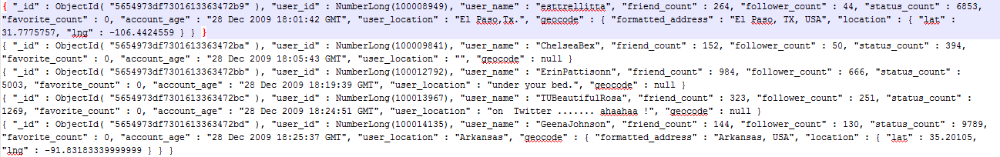 { "_id" : ObjectId( "5654973df7301613363472b9" ), "user_id" : NumberLong(100008949), "user_name" : "esttrellitta", "friend_count" : 264, "follower_count" : 44, "status_count" : 6853,
"favorite_count" : 0, "account_age" : "28 Dec 2009 18:01:42 GMT", "user_location" : "El Paso,Tx.", "geocode" : { "formatted_address" : "El Paso, TX, USA", "location" : { "lat" :
31.7775757, "lng" : -106.4424559 } } }
{ "_id" : ObjectId( "5654973df7301613363472ba" ), "user_id" : NumberLong(100009841), "user_name" : "ChelseaBex", "friend_count" : 152, "follower_count" : 50, "status_count" : 394,
"favorite_count" : 0, "account_age" : "28 Dec 2009 18:05:43 GMT", "user_location" : "", "geocode" : null }
{ "_id" : ObjectId( "5654973df7301613363472bb" ), "user_id" : NumberLong(100012792), "user_name" : "ErinPattisonn", "friend_count" : 984, "follower_count" : 666, "status_count" :
5003, "favorite_count" : 0, "account_age" : "28 Dec 2009 18:19:39 GMT", "user_location" : "under your bed.", "geocode" : null }
{ "_id" : ObjectId( "5654973df7301613363472bc" ), "user_id" : NumberLong(100013967), "user_name" : "TUBeautifulRosa", "friend_count" : 323, "follower_count" : 251, "status_count" :
1269, "favorite_count" : 0, "account_age" : "28 Dec 2009 18:24:51 GMT", "user_location" : "on  Twitter ....... ahaahaa !", "geocode" : null }
{ "_id" : ObjectId( "5654973df7301613363472bd" ), "user_id" : NumberLong(100014135), "user_name" : "GeenaJohnson", "friend_count" : 144, "follower_count" : 130, "status_count" : 9789,
"favorite_count" : 0, "account_age" : "28 Dec 2009 18:25:37 GMT", "user_location" : "Arkansas", "geocode" : { "formatted_address" : "Arkansas, USA", "location" : { "lat" : 35.20105,
"lng" : -91.83183339999999 } } }